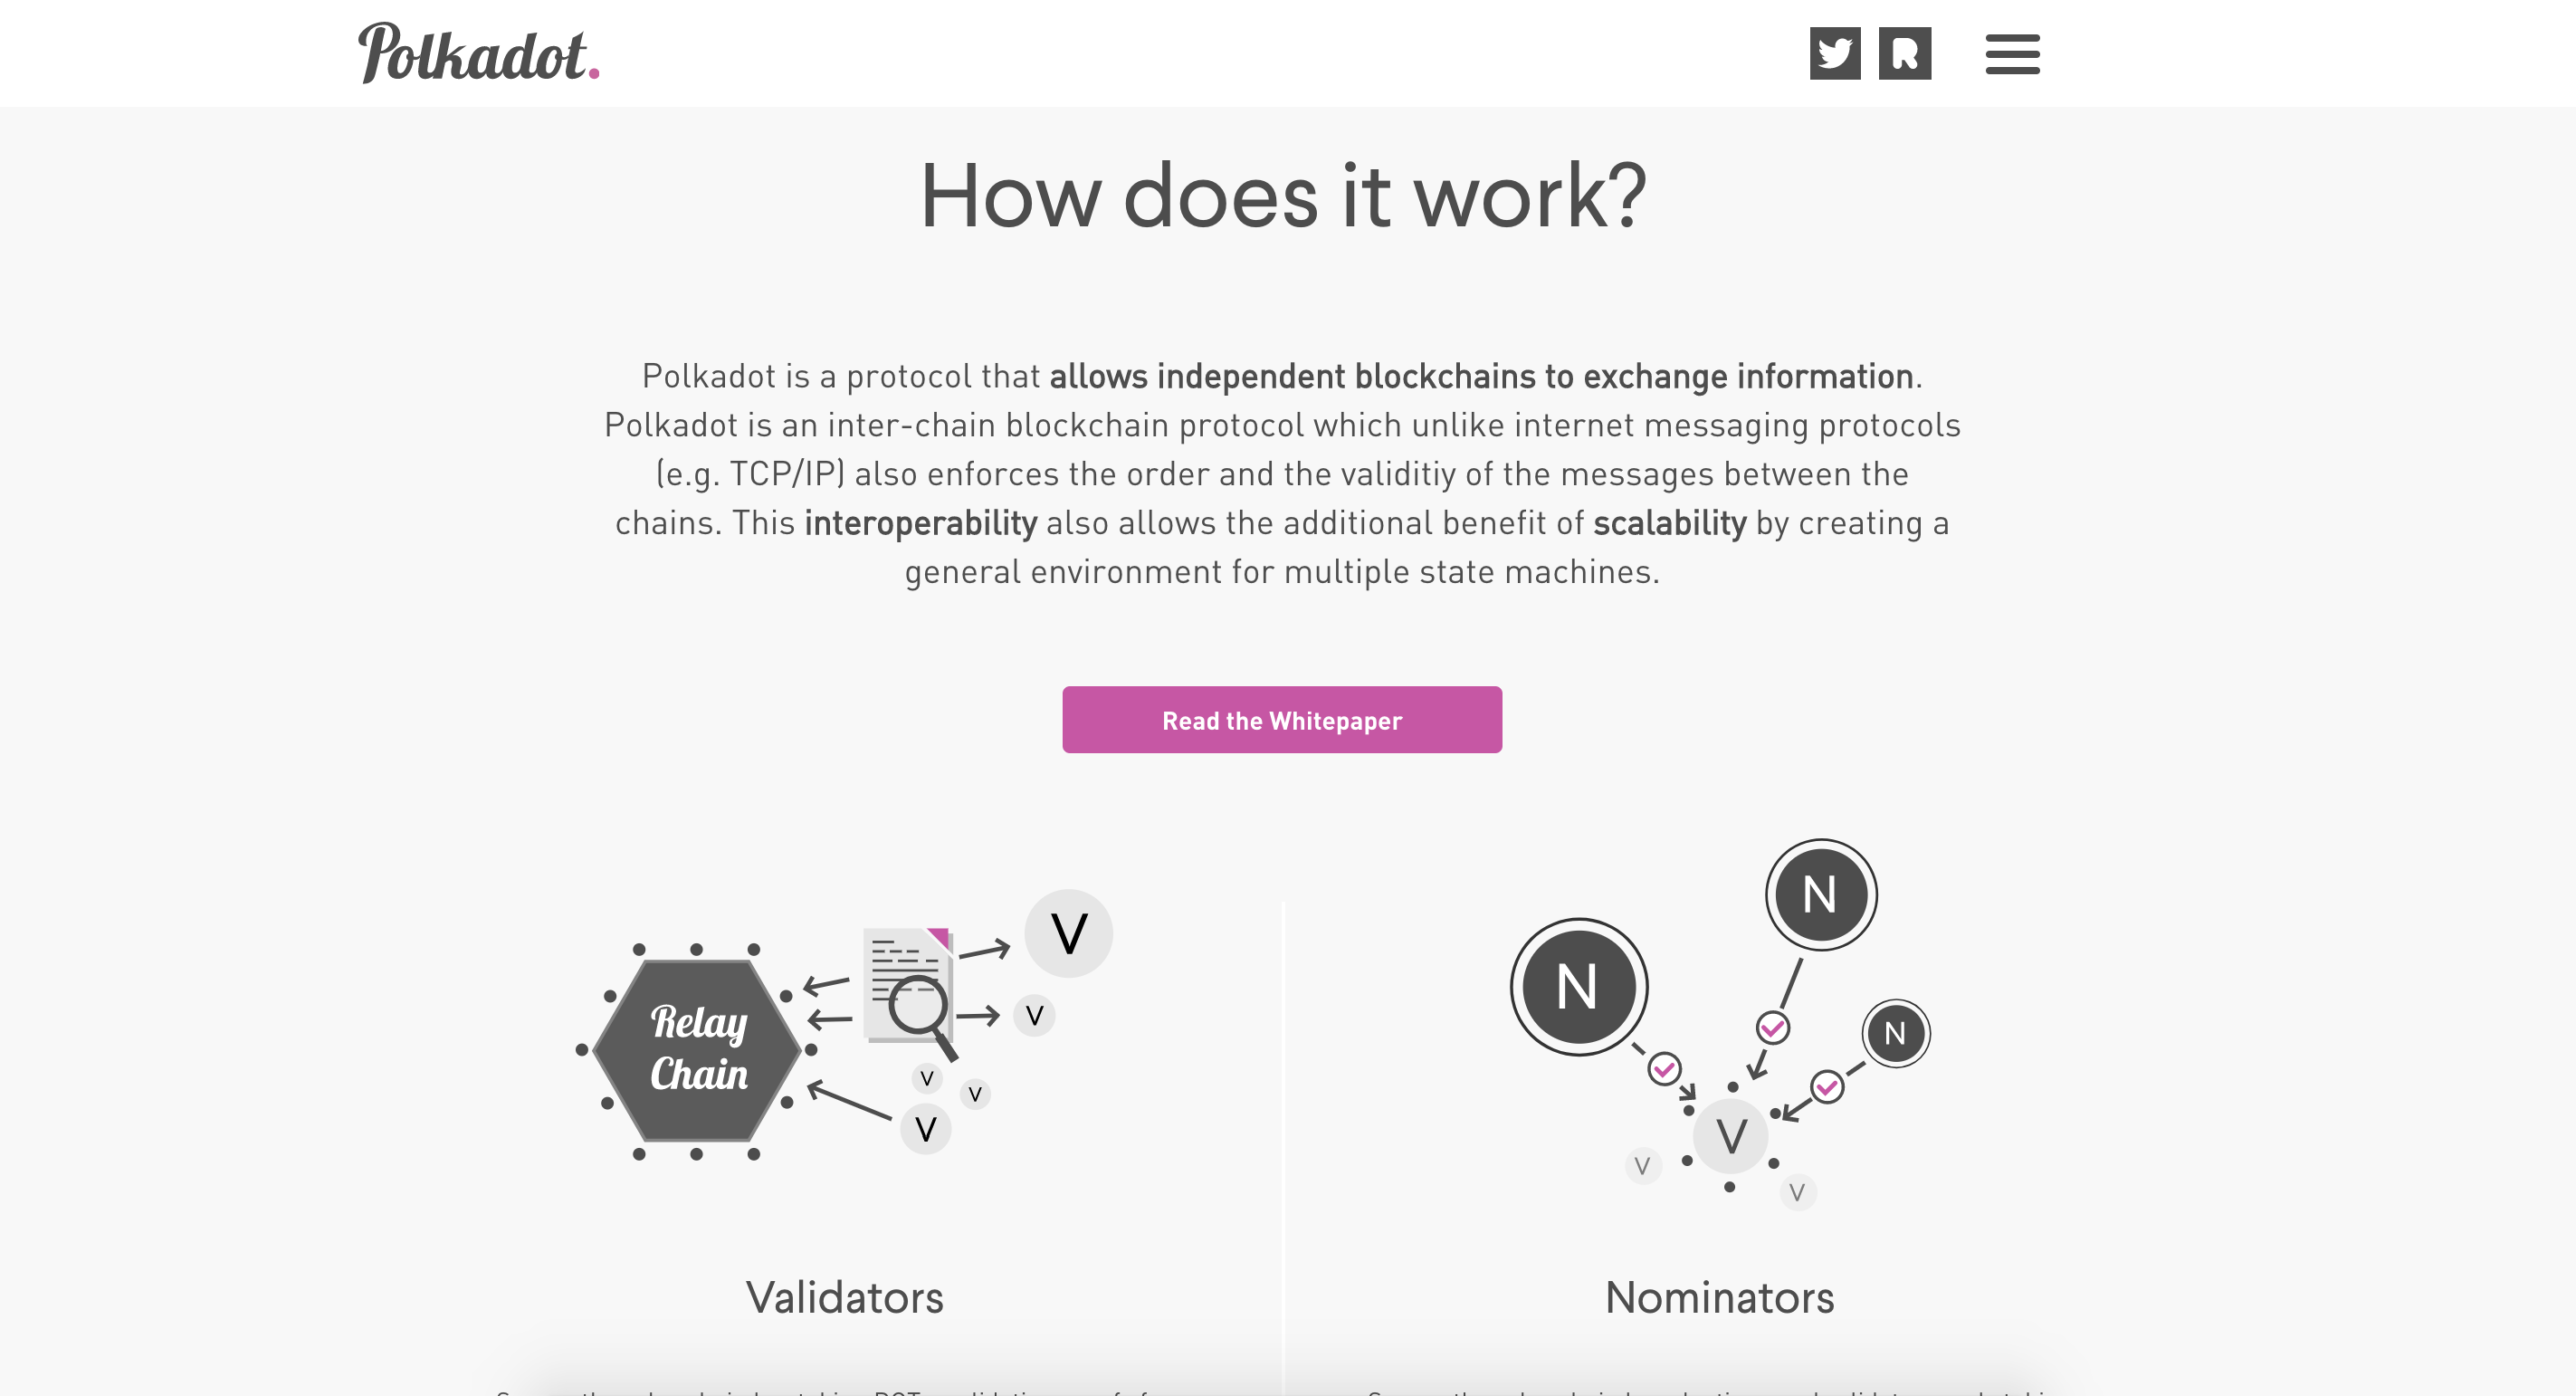 Polkadot.
How does it work?
Polkadot is a protocol that allows independent blockchains to exchange information.
Polkadot is an inter-chain blockchain protocol which unlike internet messaging protocols
(e.g. TCP/IP) also enforces the order and the validitiy of the messages between the
chains. This interoperability also allows the additional benefit of scalability by creating a
general environment for multiple state machines.
Read the Whitepaper
Relay
Chain
V
V
V
V
V
Validators
N
N
N
V
V
V
Nominators